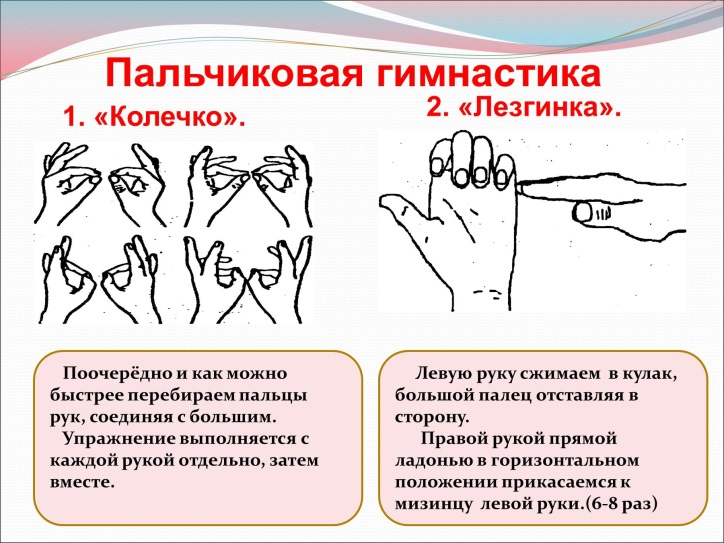 Пальчиковая гимнастика
1. «Колечко».
2. «Лезгинка».
Поочерёдно и как можно
быстрее перебираем пальцы
рук, соединяя с большим.
Упражнение выполняется с
каждой рукой отдельно, затем
вместе.
Левую руку сжимаем в кулак,
большой палец отставляя в
сторону.
Правой рукой прямой
ладонью в горизонтальном
положении прикасаемся к
мизинцу левой руки.(6-8 раз)